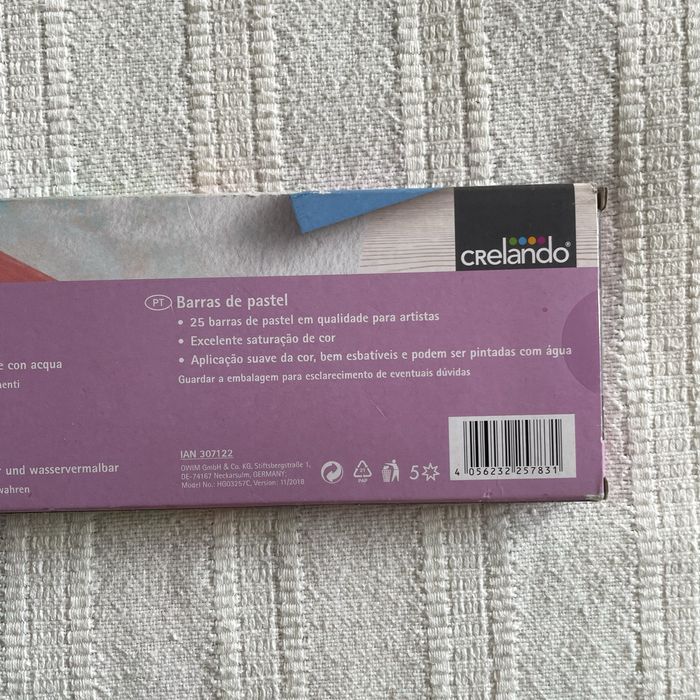 crelando®
PT Barras de pastel
• 25 barras de pastel em qualidade para artistas
• Excelente saturação de cor
• Aplicação suave da cor, bem esbatíveis e podem ser pintadas com água
Guardar a embalagem para esclarecimento de eventuais dúvidas
e con acqua
menti
und wasservermalbar
wahren
IAN 307122
OWIM GmbH & Co. KG, Stiftsbergstraße 1,
DE-74167 Neckarsulm, GERMANY,
Model No.: HG03257C, Version: 11/2018
PAP
5
4 056232 257831